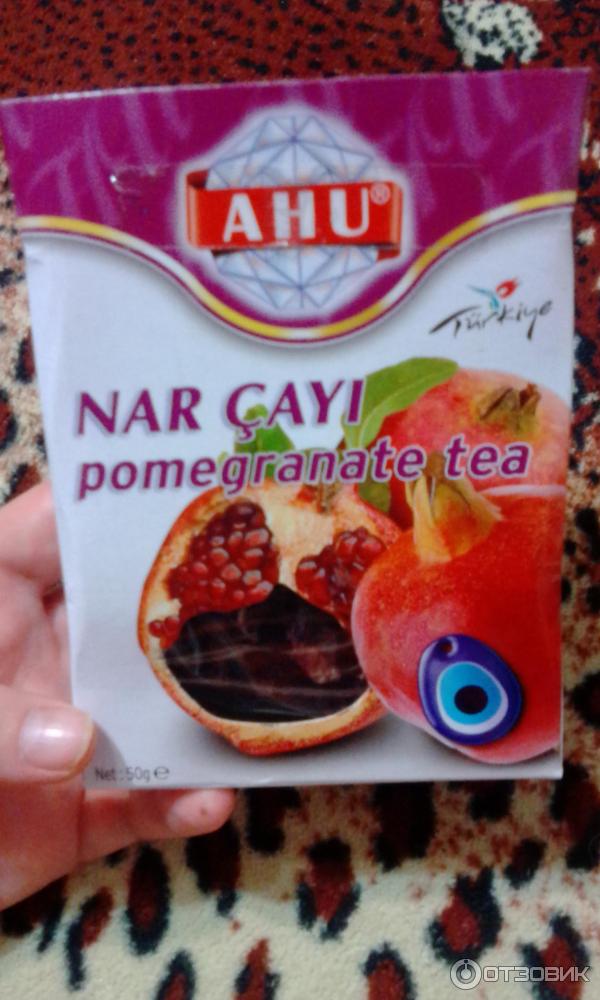 AHU®
Türkiye
NAR ÇAYI
pomegranate tea
Net : 50g ℮
ОТЗОВИК